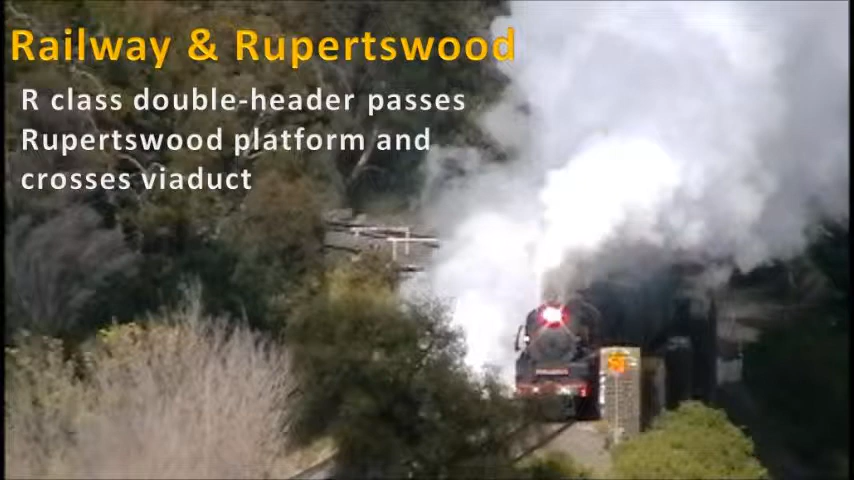 Railway & Rupertswood
R class double-header passes
Rupertswood platform and
crosses viaduct